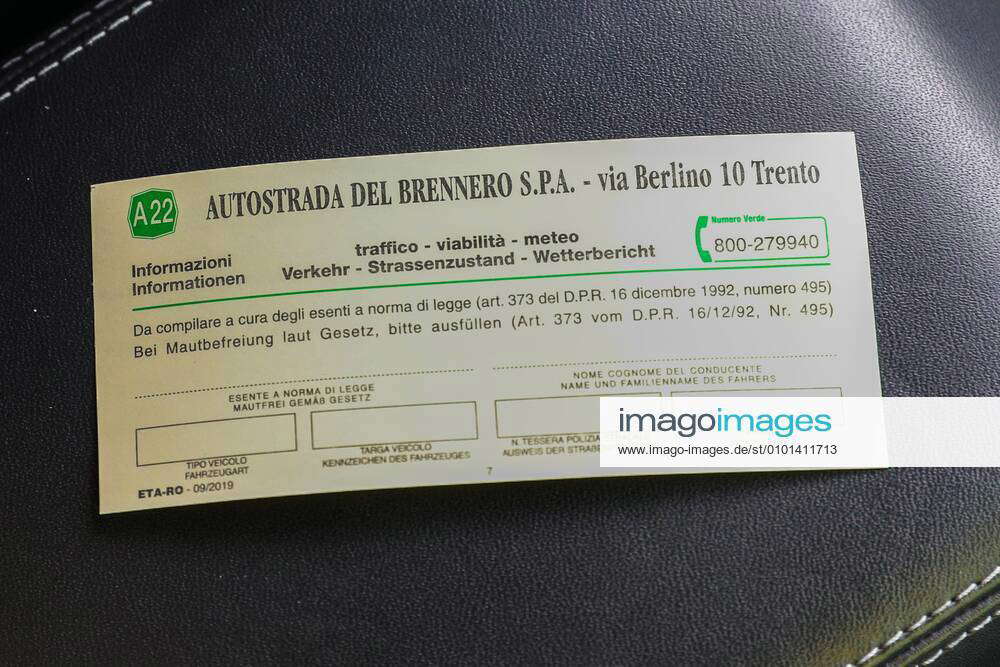 A22
AUTOSTRADA DEL BRENNERO S.P.A. - via Berlino 10 Trento
Numero Verde
800-279940
traffico - viabilità - meteo
Verkehr - Strassenzustand - Wetterbericht
Informazioni
Informationen
Da compilare a cura degli esenti a norma di legge (art. 373 del D.P.R. 16 dicembre 1992, numero 495)
Bei Mautbefreiung laut Gesetz, bitte ausfüllen (Art. 373 vom D.P.R. 16/12/92, Nr. 495)
ESENTE A NORMA DI LEGGE
MAUTFREI GEMÄß GESETZ
NOME COGNOME DEL CONDUCENTE
NAME UND FAMILIENNAME DES FAHRERS
TIPO VEICOLO
FAHRZEUGART
TARGA VEICOLO
KENNZEICHEN DES FAHRZEUGES
N. TESSERA POLIZIA
AUSWEIS DER
7
ETA-RO - 09/2019
imagoimages
www.imago-images.de/st/0101411713